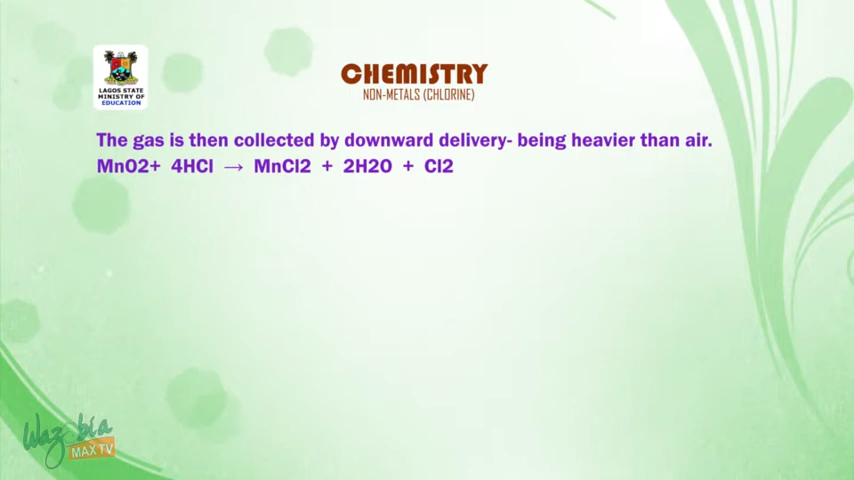 LAGOS STATE
MINISTRY OF
EDUCATION
CHEMISTRY
NON-METALS (CHLORINE)
The gas is then collected by downward delivery- being heavier than air.
MnO2+ 4HCl → MnCl2 + 2H2O + Cl2
Wazobia
MAX TV